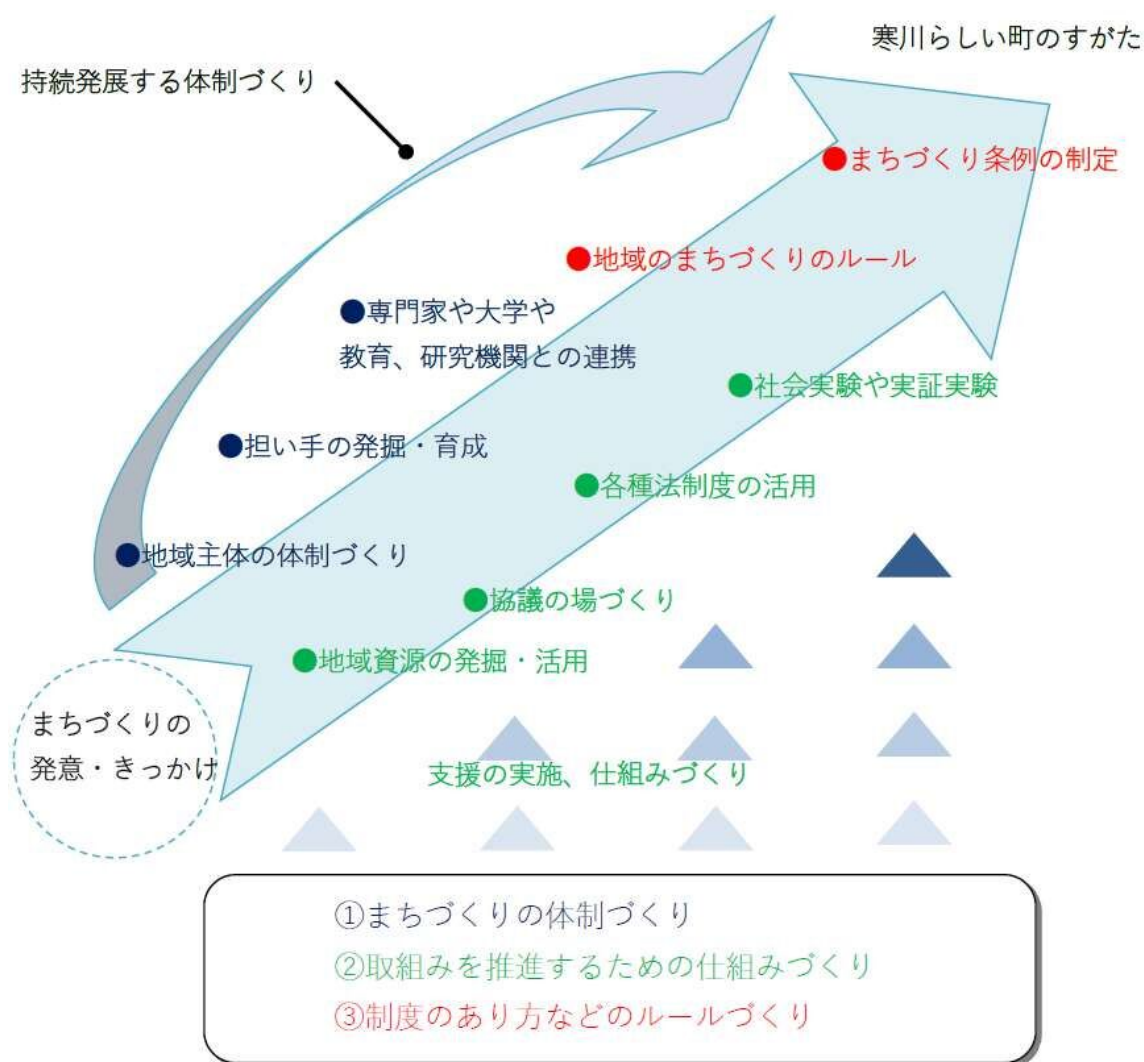 寒川らしい町のすがた
持続発展する体制づくり
●まちづくり条例の制定
●地域のまちづくりのルール
●専門家や大学や
教育、研究機関との連携
●社会実験や実証実験
●担い手の発掘・育成
●各種法制度の活用
●地域主体の体制づくり
●協議の場づくり
●地域資源の発掘・活用
まちづくりの
発意・きっかけ
支援の実施、仕組みづくり
①まちづくりの体制づくり
②取組みを推進するための仕組みづくり
③制度のあり方などのルールづくり